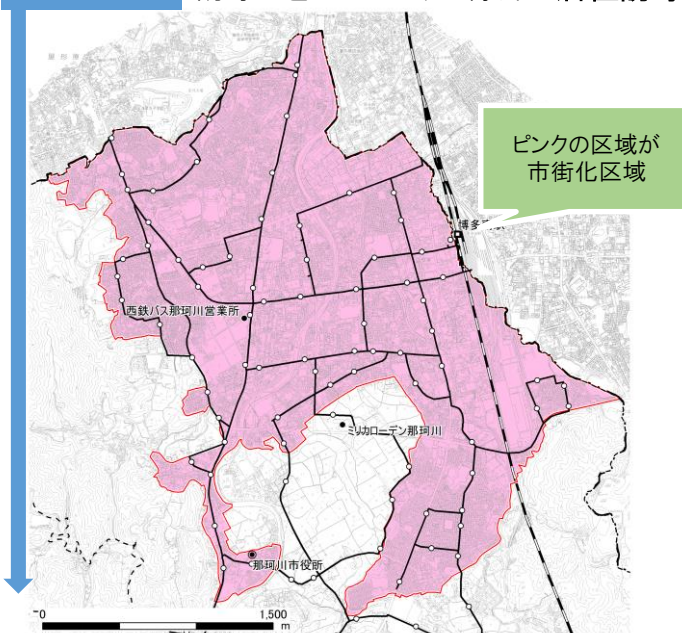 ピンクの区域が
市街化区域
西鉄バス那珂川営業所
ミリカローデン那珂川
那珂川市役所
0
1,500
m